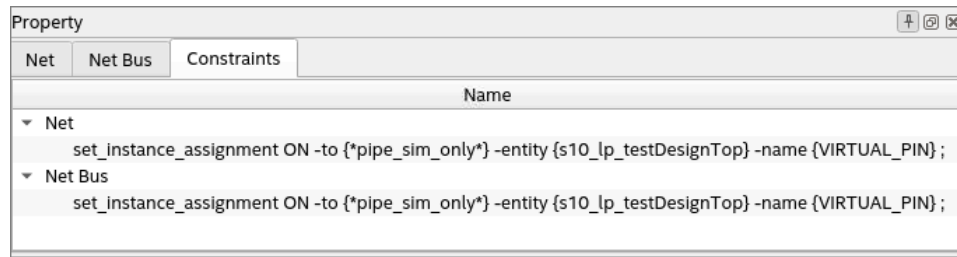 Property
Net Net Bus Constraints
Name
Net
set_instance_assignment ON -to {*pipe_sim_only*} -entity {s10_lp_testDesignTop} -name {VIRTUAL_PIN} ;
Net Bus
set_instance_assignment ON -to {*pipe_sim_only*} -entity {s10_lp_testDesignTop} -name {VIRTUAL_PIN} ;